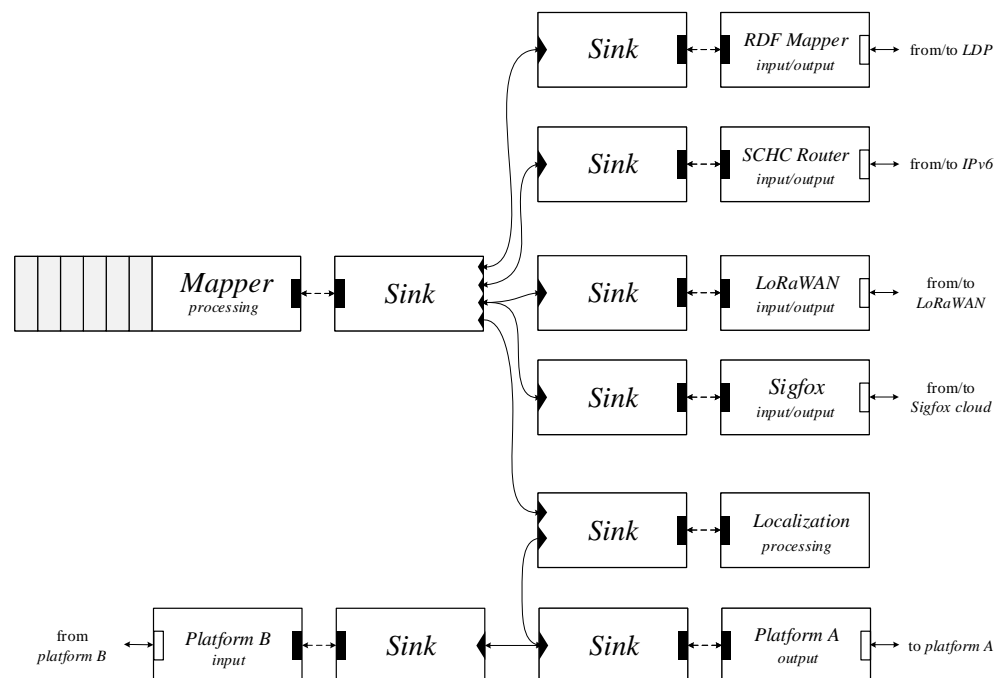 Sink
RDF Mapper
input/output
from/to LDP
Sink
SCHC Router
input/output
from/to IPv6
Mapper
processing
Sink
Sink
LoRaWAN
input/output
from/to
LoRaWAN
Sink
Sigfox
input/output
from/to
Sigfox cloud
Sink
Localization
processing
from
platform B
Platform B
input
Sink
Sink
Platform A
output
to platform A